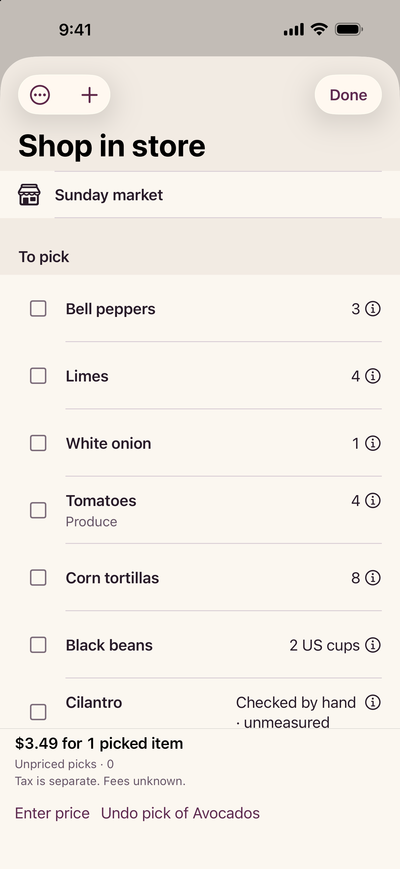 9:41
Done
Shop in store
Sunday market
To pick
Bell peppers 3
Limes 4
White onion 1
Tomatoes 4
Produce
Corn tortillas 8
Black beans 2 US cups
Cilantro Checked by hand
· unmeasured
$3.49 for 1 picked item
Unpriced picks · 0
Tax is separate. Fees unknown.
Enter price Undo pick of Avocados